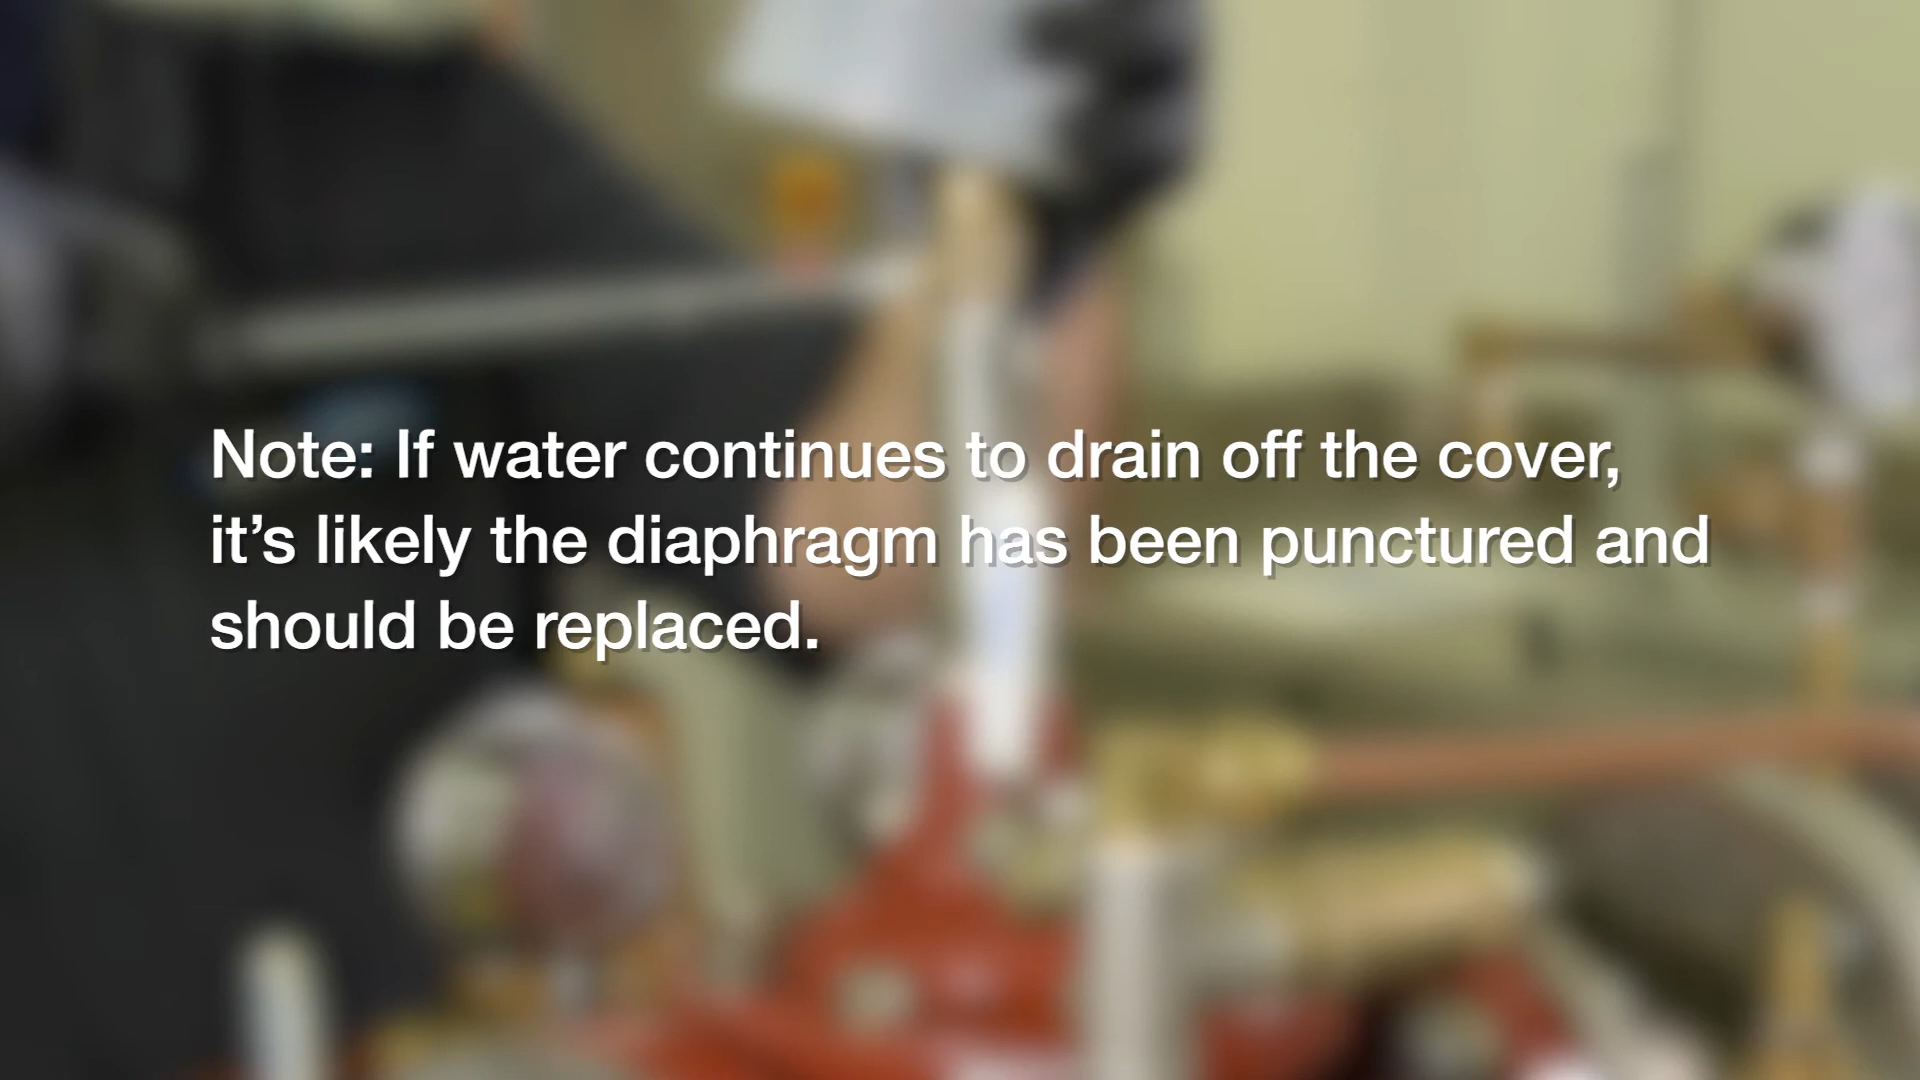 Note: If water continues to drain off the cover,
it’s likely the diaphragm has been punctured and
should be replaced.